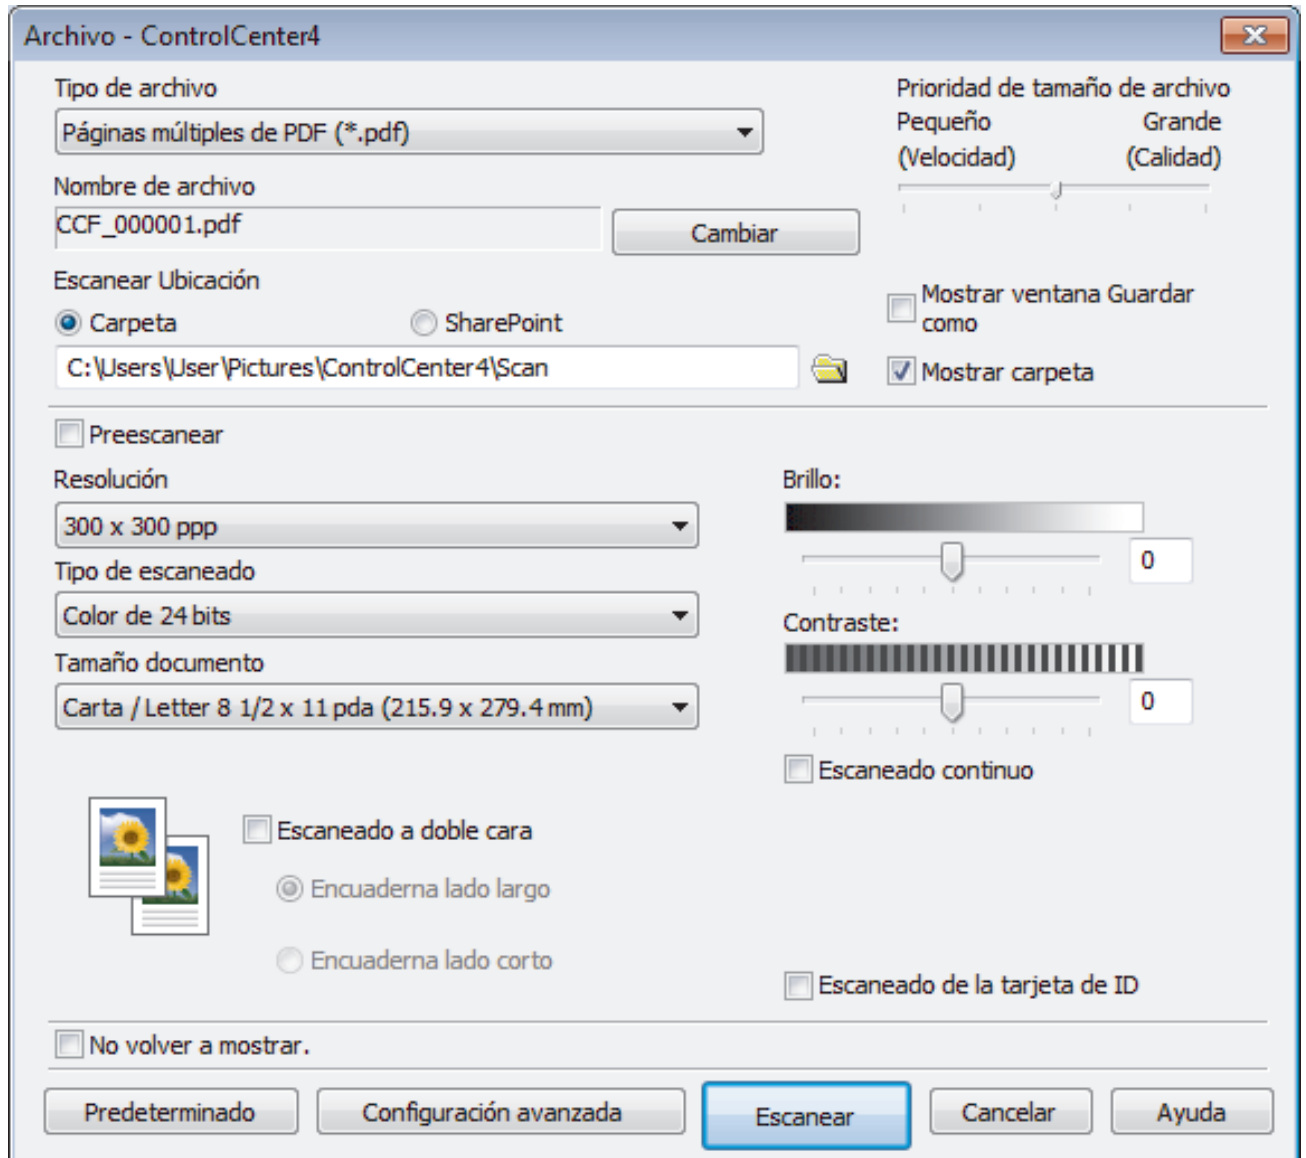 Archivo - ControlCenter4
Tipo de archivo
Páginas múltiples de PDF (*.pdf)
Prioridad de tamaño de archivo
Pequeño Grande
(Velocidad) (Calidad)
Nombre de archivo
CCF_000001.pdf
Cambiar
Escanear Ubicación
Carpeta
SharePoint
C:\Users\User\Pictures\ControlCenter4\Scan
Mostrar ventana Guardar
como
Mostrar carpeta
Preescanear
Resolución
300 x 300 ppp
Tipo de escaneado
Color de 24 bits
Tamaño documento
Carta / Letter 8 1/2 x 11 pda (215.9 x 279.4 mm)
Brillo:
0
Contraste:
0
Escaneado continuo
Escaneado a doble cara
Encuaderna lado largo
Encuaderna lado corto
Escaneado de la tarjeta de ID
No volver a mostrar.
Predeterminado
Configuración avanzada
Escanear
Cancelar
Ayuda